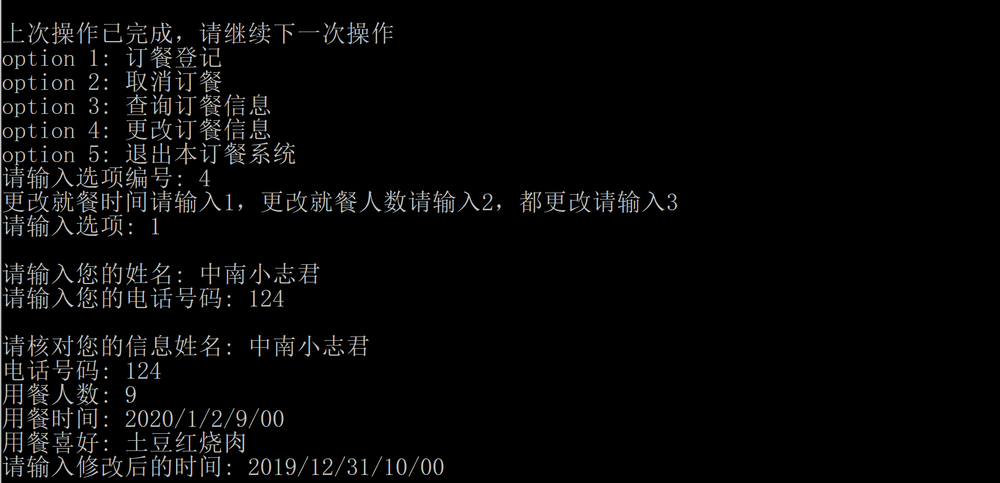 上次操作已完成，请继续下一次操作
option 1: 订餐登记
option 2: 取消订餐
option 3: 查询订餐信息
option 4: 更改订餐信息
option 5: 退出本订餐系统
请输入选项编号: 4
更改就餐时间请输入1，更改就餐人数请输入2，都更改请输入3
请输入选项: 1
请输入您的姓名: 中南小志君
请输入您的电话号码: 124
请核对您的信息姓名: 中南小志君
电话号码: 124
用餐人数: 9
用餐时间: 2020/1/2/9/00
用餐喜好: 土豆红烧肉
请输入修改后的时间: 2019/12/31/10/00